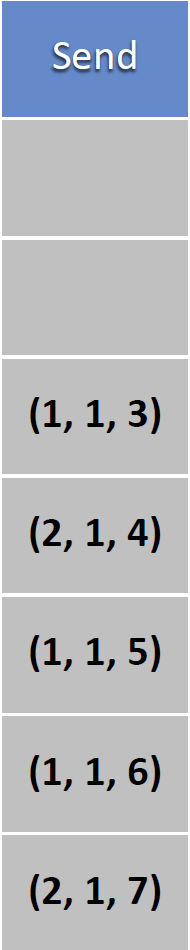 Send
(1, 1, 3)
(2, 1, 4)
(1, 1, 5)
(1, 1, 6)
(2, 1, 7)